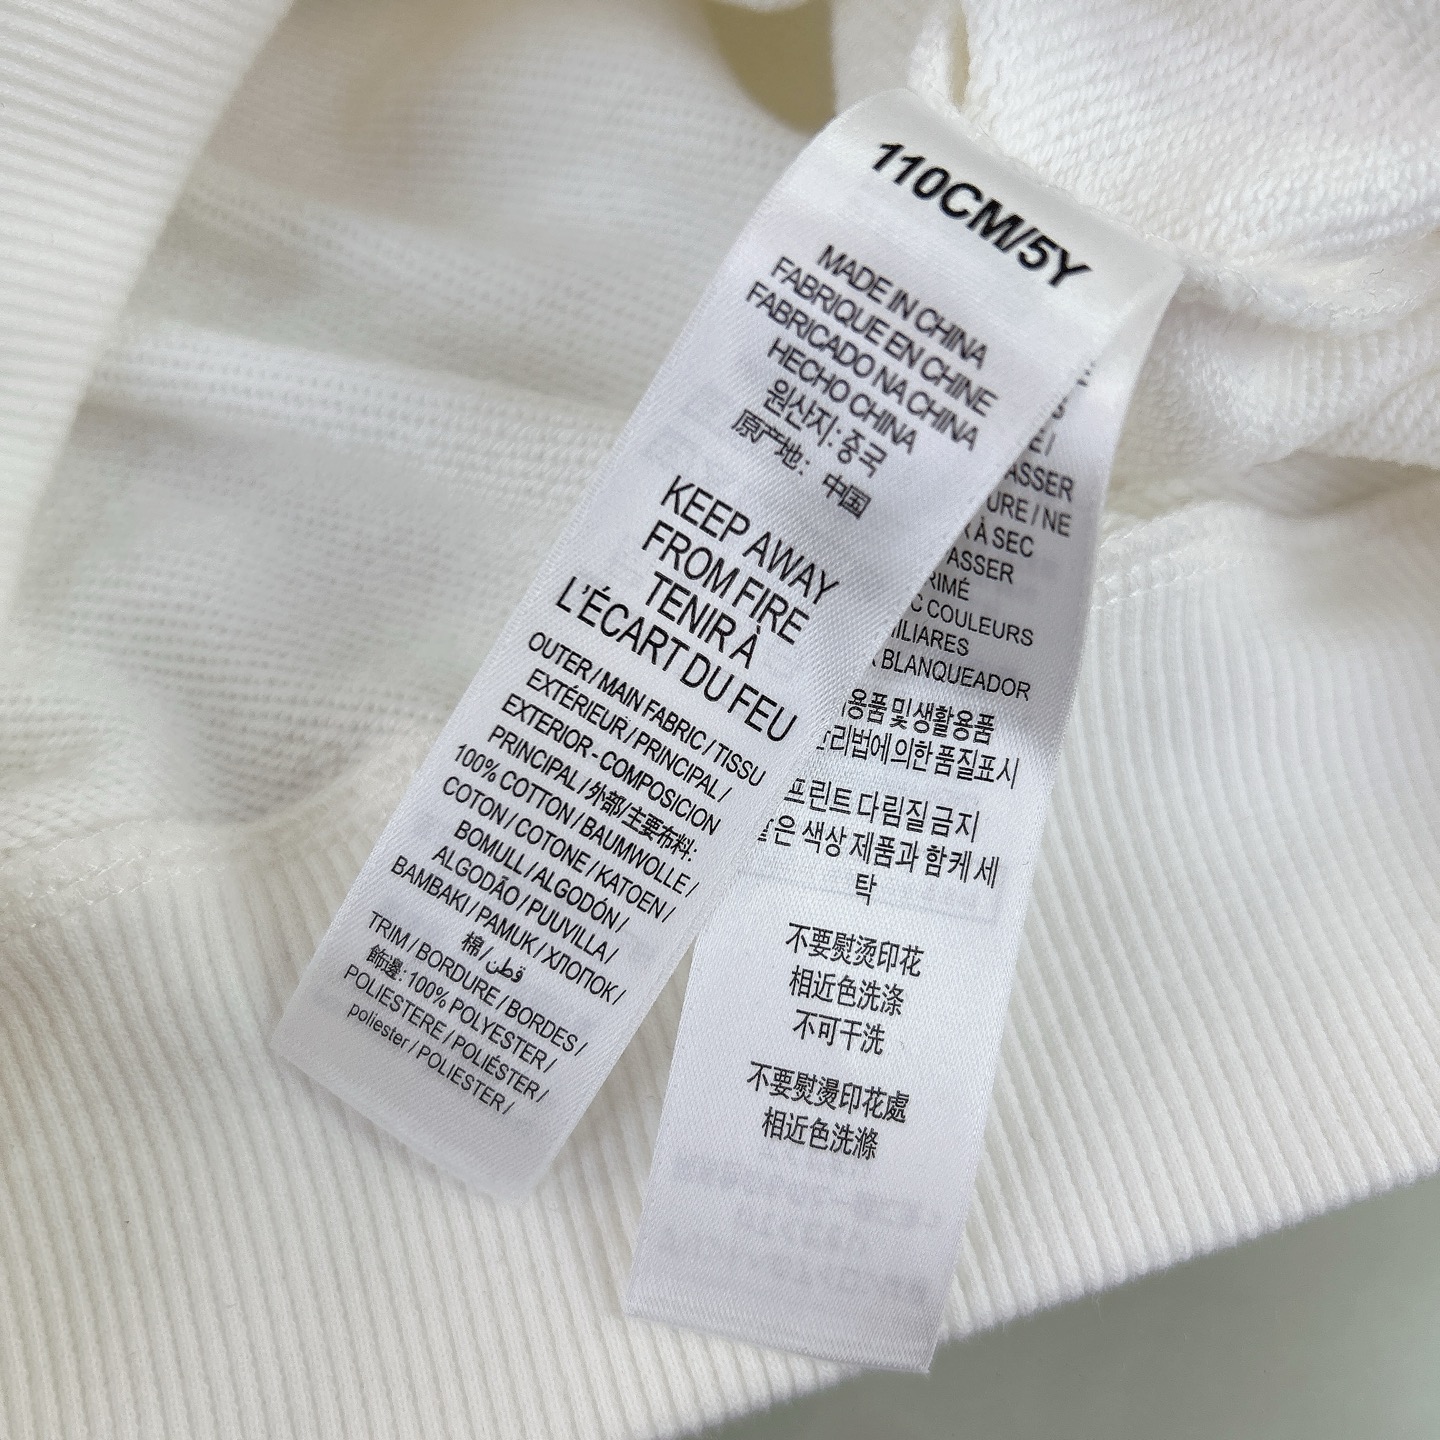 110CM/5Y
MADE IN CHINA
FABRIQUE EN CHINE
FABRICADO NA CHINA
HECHO CHINA
원산지: 중국
原产地: 中国
KEEP AWAY
FROM FIRE
TENIR À
L'ÉCART DU FEU
OUTER / MAIN FABRIC / TISSU
EXTÉRIEUR / PRINCIPAL /
EXTERIOR - COMPOSICION
PRINCIPAL / 外部/主要布料:
100% COTTON / BAUMWOLLE /
COTON / COTONE / KATOEN /
BOMULL / ALGODÓN /
ALGODÃO / PUUVILLA /
BAMBAKI / PAMUK / ХЛОПОК /
棉 / قطن
TRIM / BORDURE / BORDES /
飾邊: 100% POLYESTER /
POLIESTERE / POLIÉSTER /
poliester / POLIESTER /
ASSER
URE / NE
À SEC
ASSER
RIMÉ
C COULEURS
ILIARES
BLANQUEADOR
용품 및 생활용품
리법에 의한 품질표시
프린트 다림질 금지
은 색상 제품과 함께 세
탁
不要熨烫印花
相近色洗涤
不可干洗
不要熨燙印花處
相近色洗滌